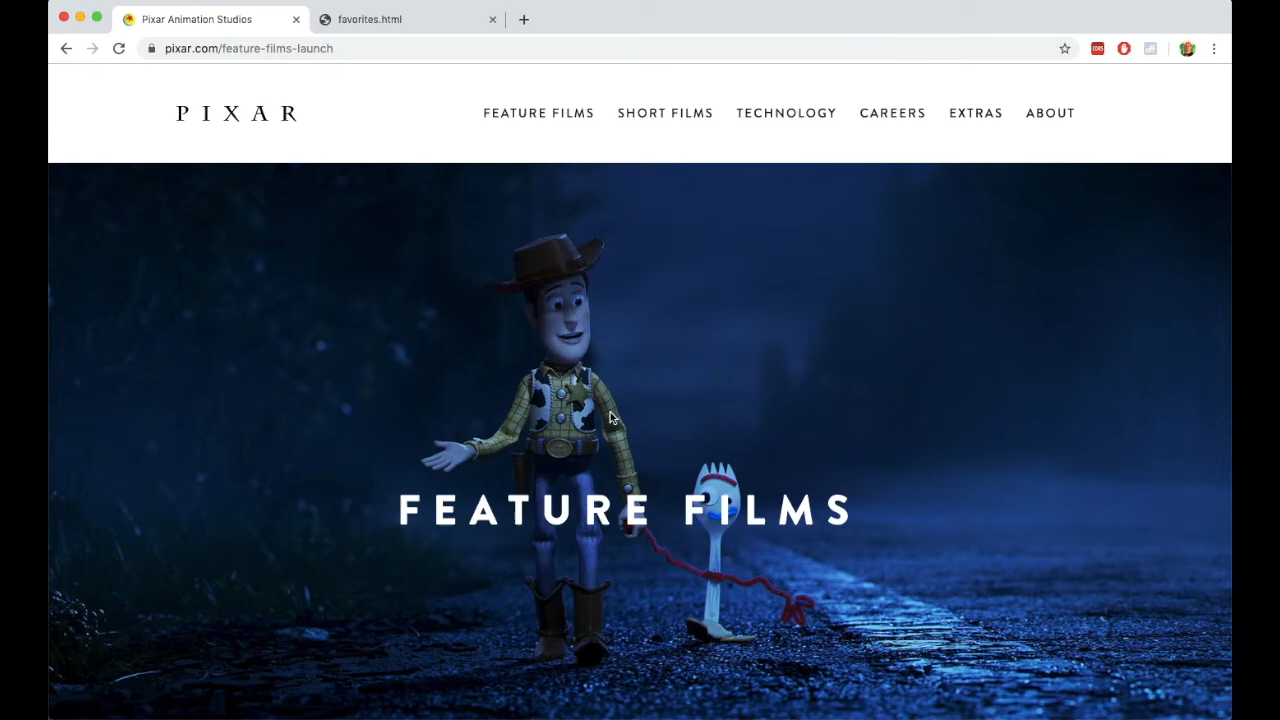 Pixar Animation Studios
favorites.html
pixar.com/feature-films-launch
PIXAR
FEATURE FILMS
SHORT FILMS
TECHNOLOGY
CAREERS
EXTRAS
ABOUT
FEATURE FILMS